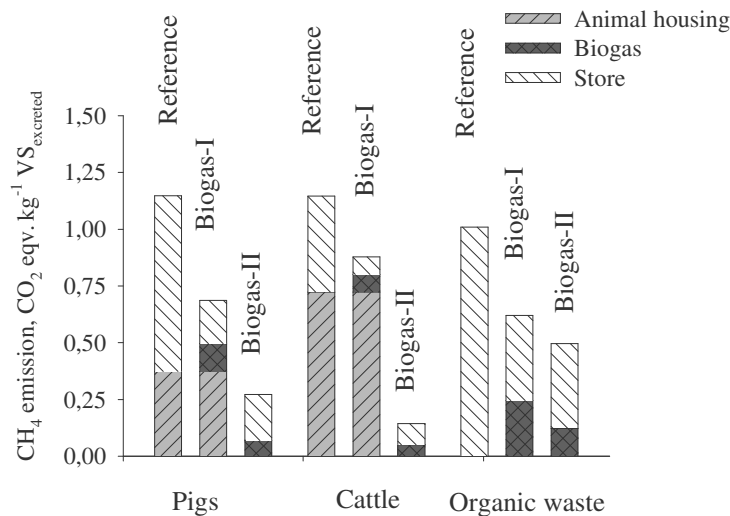 Animal housing
Biogas
Store
CH₄ emission, CO₂ eqv. kg⁻¹ VS_excreted
1,50
1,25
1,00
0,75
0,50
0,25
0,00
Reference
Biogas-I
Biogas-II
Reference
Biogas-I
Biogas-II
Reference
Biogas-I
Biogas-II
Pigs
Cattle
Organic waste